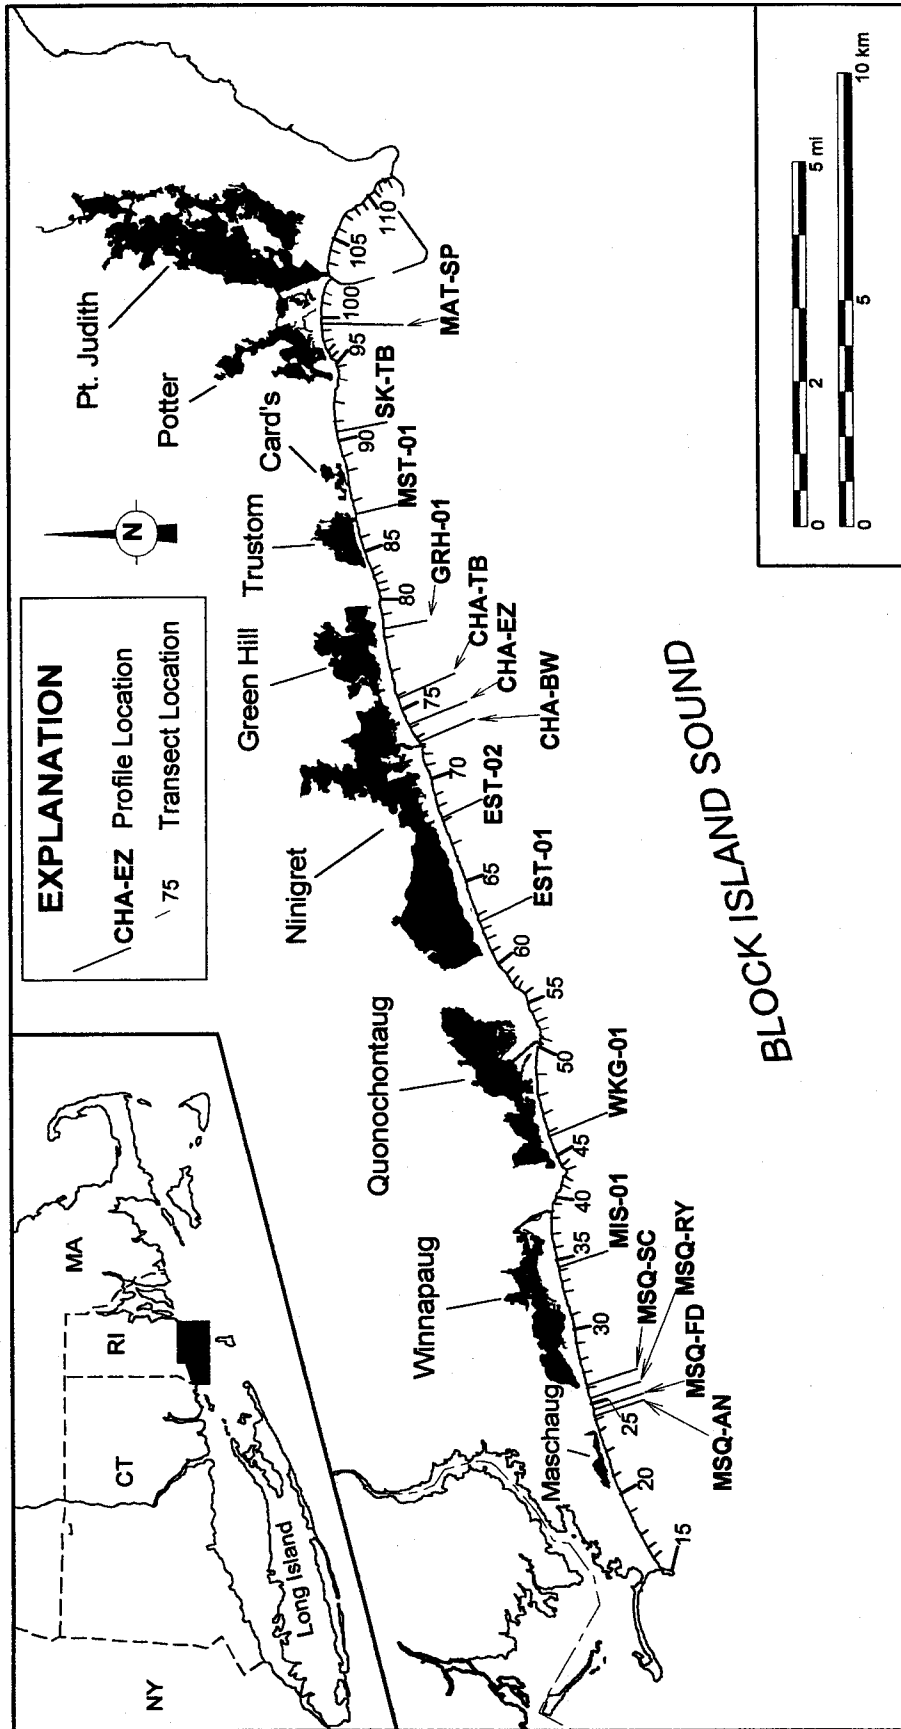 NY
CT
RI
MA
Long Island
EXPLANATION
CHA-EZ Profile Location
75 Transect Location
N
Maschaug
Winnapaug
Quonochontaug
Ninigret
Green Hill
Trustom
Card's
Potter
Pt. Judith
15
20
25
30
35
40
45
50
55
60
65
70
75
80
85
90
95
100
105
110
MSQ-AN
MSQ-FD
MSQ-RY
MSQ-SC
MIS-01
WKG-01
EST-01
EST-02
CHA-BW
CHA-EZ
CHA-TB
GRH-01
MST-01
SK-TB
MAT-SP
BLOCK ISLAND SOUND
0 2 5 mi
0 5 10 km